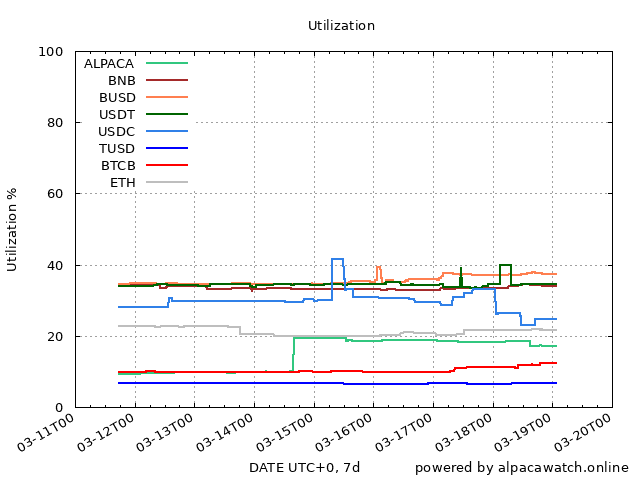 Utilization
100
80
60
40
20
0
Utilization %
ALPACA
BNB
BUSD
USDT
USDC
TUSD
BTCB
ETH
03-11T00
03-12T00
03-13T00
03-14T00
03-15T00
03-16T00
03-17T00
03-18T00
03-19T00
03-20T00
DATE UTC+0, 7d
powered by alpacawatch.online